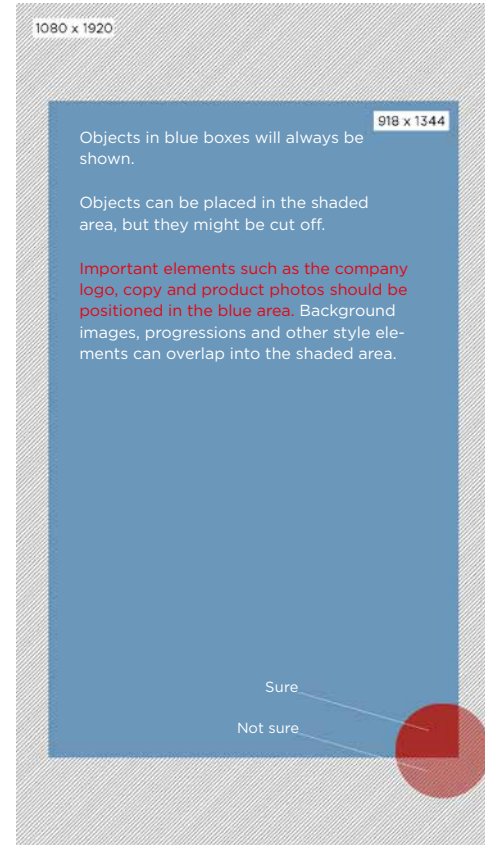 1080 x 1920
918 x 1344
Objects in blue boxes will always be
shown.
Objects can be placed in the shaded
area, but they might be cut off.
Important elements such as the company
logo, copy and product photos should be
positioned in the blue area. Background
images, progressions and other style ele-
ments can overlap into the shaded area.
Sure
Not sure